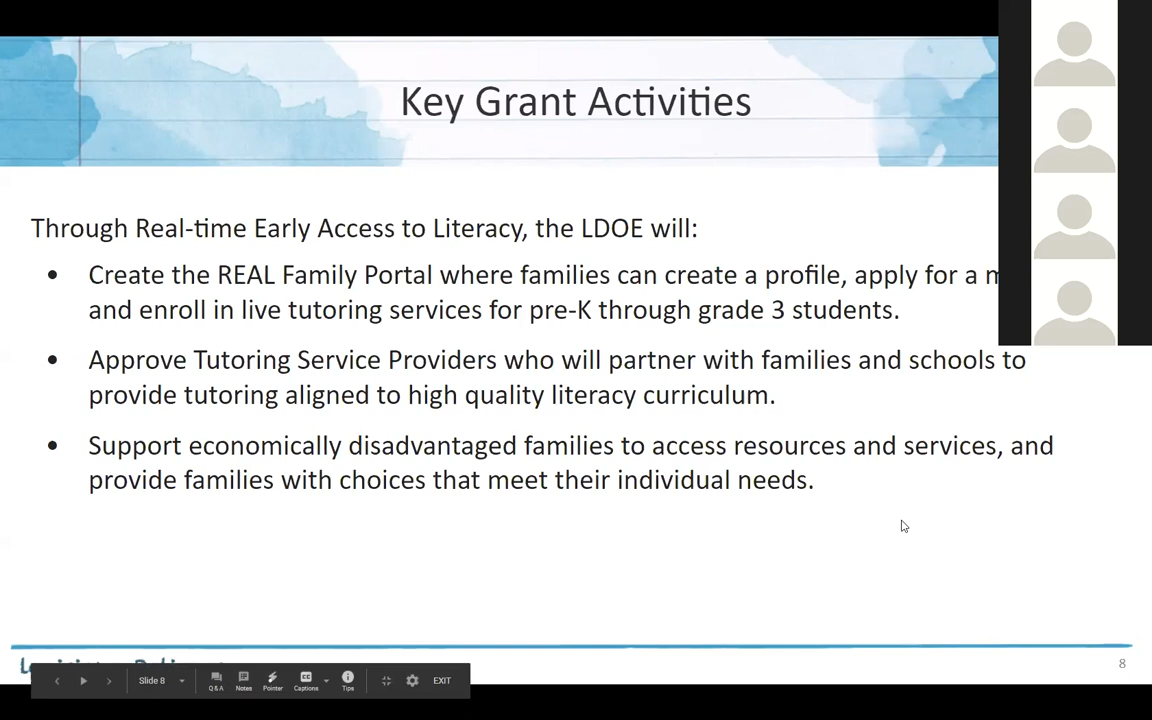 Key Grant Activities
Through Real-time Early Access to Literacy, the LDOE will:
• Create the REAL Family Portal where families can create a profile, apply for a
and enroll in live tutoring services for pre-K through grade 3 students.
• Approve Tutoring Service Providers who will partner with families and schools to
provide tutoring aligned to high quality literacy curriculum.
• Support economically disadvantaged families to access resources and services, and
provide families with choices that meet their individual needs.
8
Slide 8
Q&A Notes Pointer Captions Tips EXIT